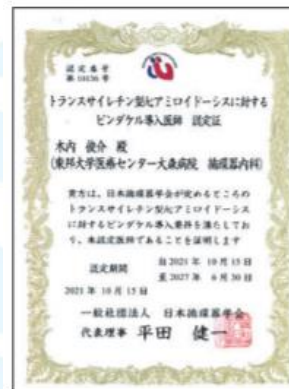 認定番号
第10136号
トランスサイレチン型心アミロイドーシスに対する
ビンダケル導入医師 認定証
木内 俊介 殿
(東邦大学医療センター大森病院 循環器内科)
貴方は、日本循環器学会が定めるところの
トランスサイレチン型心アミロイドーシス
に対するビンダケル導入要件を満たしてお
り、本認定医師であることを証明します
認定期間
自 2021年 10月15日
至 2027年 6月30日
2021年 10月15日
一般社団法人 日本循環器学会
代表理事 平田 健一